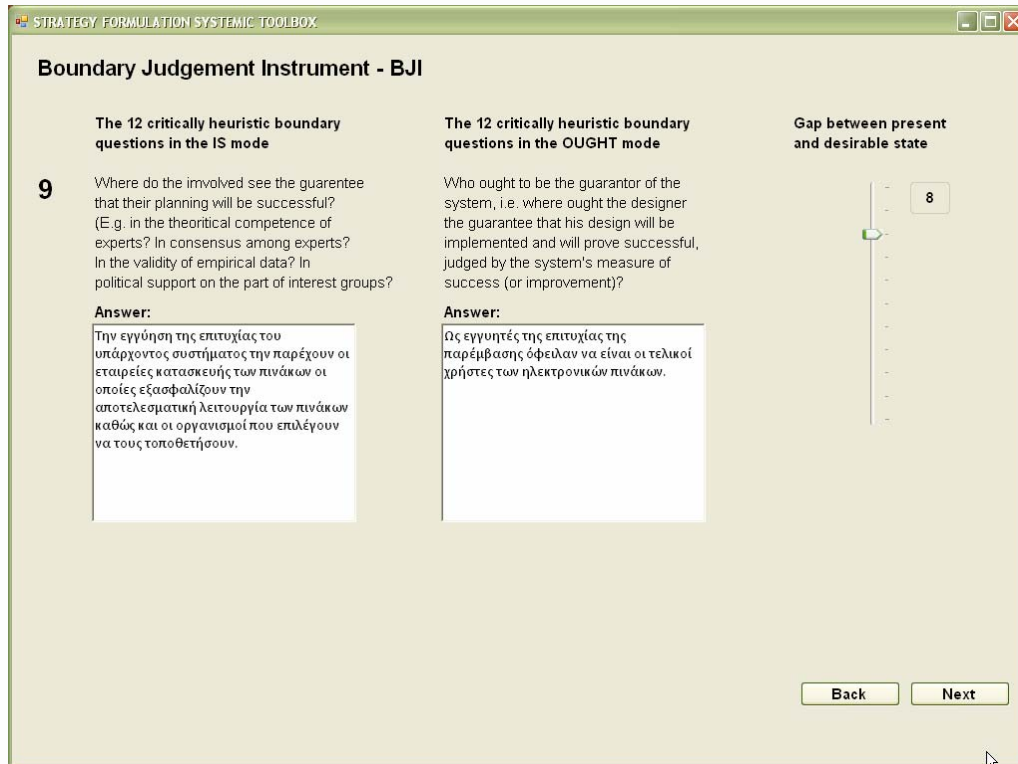 STRATEGY FORMULATION SYSTEMIC TOOLBOX
Boundary Judgement Instrument - BJI
The 12 critically heuristic boundary
questions in the IS mode
The 12 critically heuristic boundary
questions in the OUGHT mode
Gap between present
and desirable state
9
Where do the imvolved see the guarentee
that their planning will be successful?
(E.g. in the theoritical competence of
experts? In consensus among experts?
In the validity of empirical data? In
political support on the part of interest groups?
Who ought to be the guarantor of the
system, i.e. where ought the designer
the guarantee that his design will be
implemented and will prove successful,
judged by the system's measure of
success (or improvement)?
8
Answer:
Την εγγύηση της επιτυχίας του
υπάρχοντος συστήματος την παρέχουν οι
εταιρείες κατασκευής των πινάκων οι
οποίες εξασφαλίζουν την
αποτελεσματική λειτουργία των πινάκων
καθώς και οι οργανισμοί που επιλέγουν
να τους τοποθετήσουν.
Answer:
Ως εγγυητές της επιτυχίας της
παρέμβασης όφειλαν να είναι οι τελικοί
χρήστες των ηλεκτρονικών πινάκων.
Back
Next